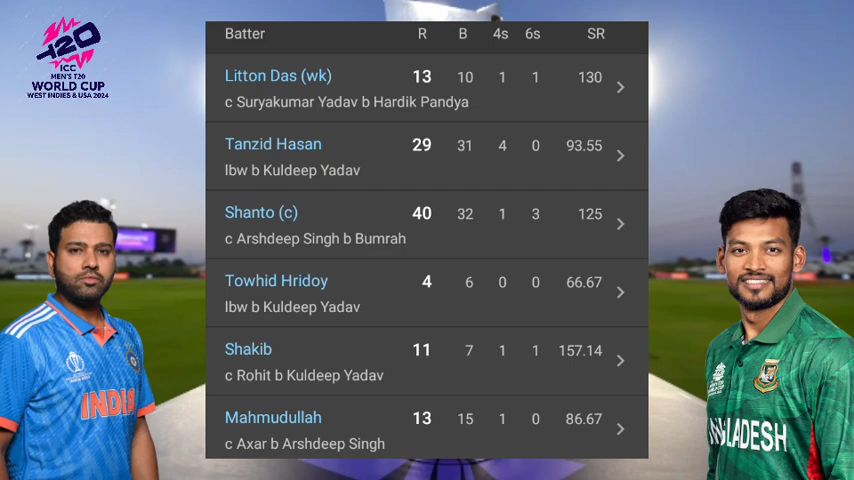 T20
ICC
MEN'S T20
WORLD CUP
WEST INDIES & USA 2024
Batter R B 4s 6s SR
Litton Das (wk) 13 10 1 1 130
c Suryakumar Yadav b Hardik Pandya
Tanzid Hasan 29 31 4 0 93.55
lbw b Kuldeep Yadav
Shanto (c) 40 32 1 3 125
c Arshdeep Singh b Bumrah
Towhid Hridoy 4 6 0 0 66.67
lbw b Kuldeep Yadav
Shakib 11 7 1 1 157.14
c Rohit b Kuldeep Yadav
Mahmudullah 13 15 1 0 86.67
c Axar b Arshdeep Singh
INDIA
BANGLADESH